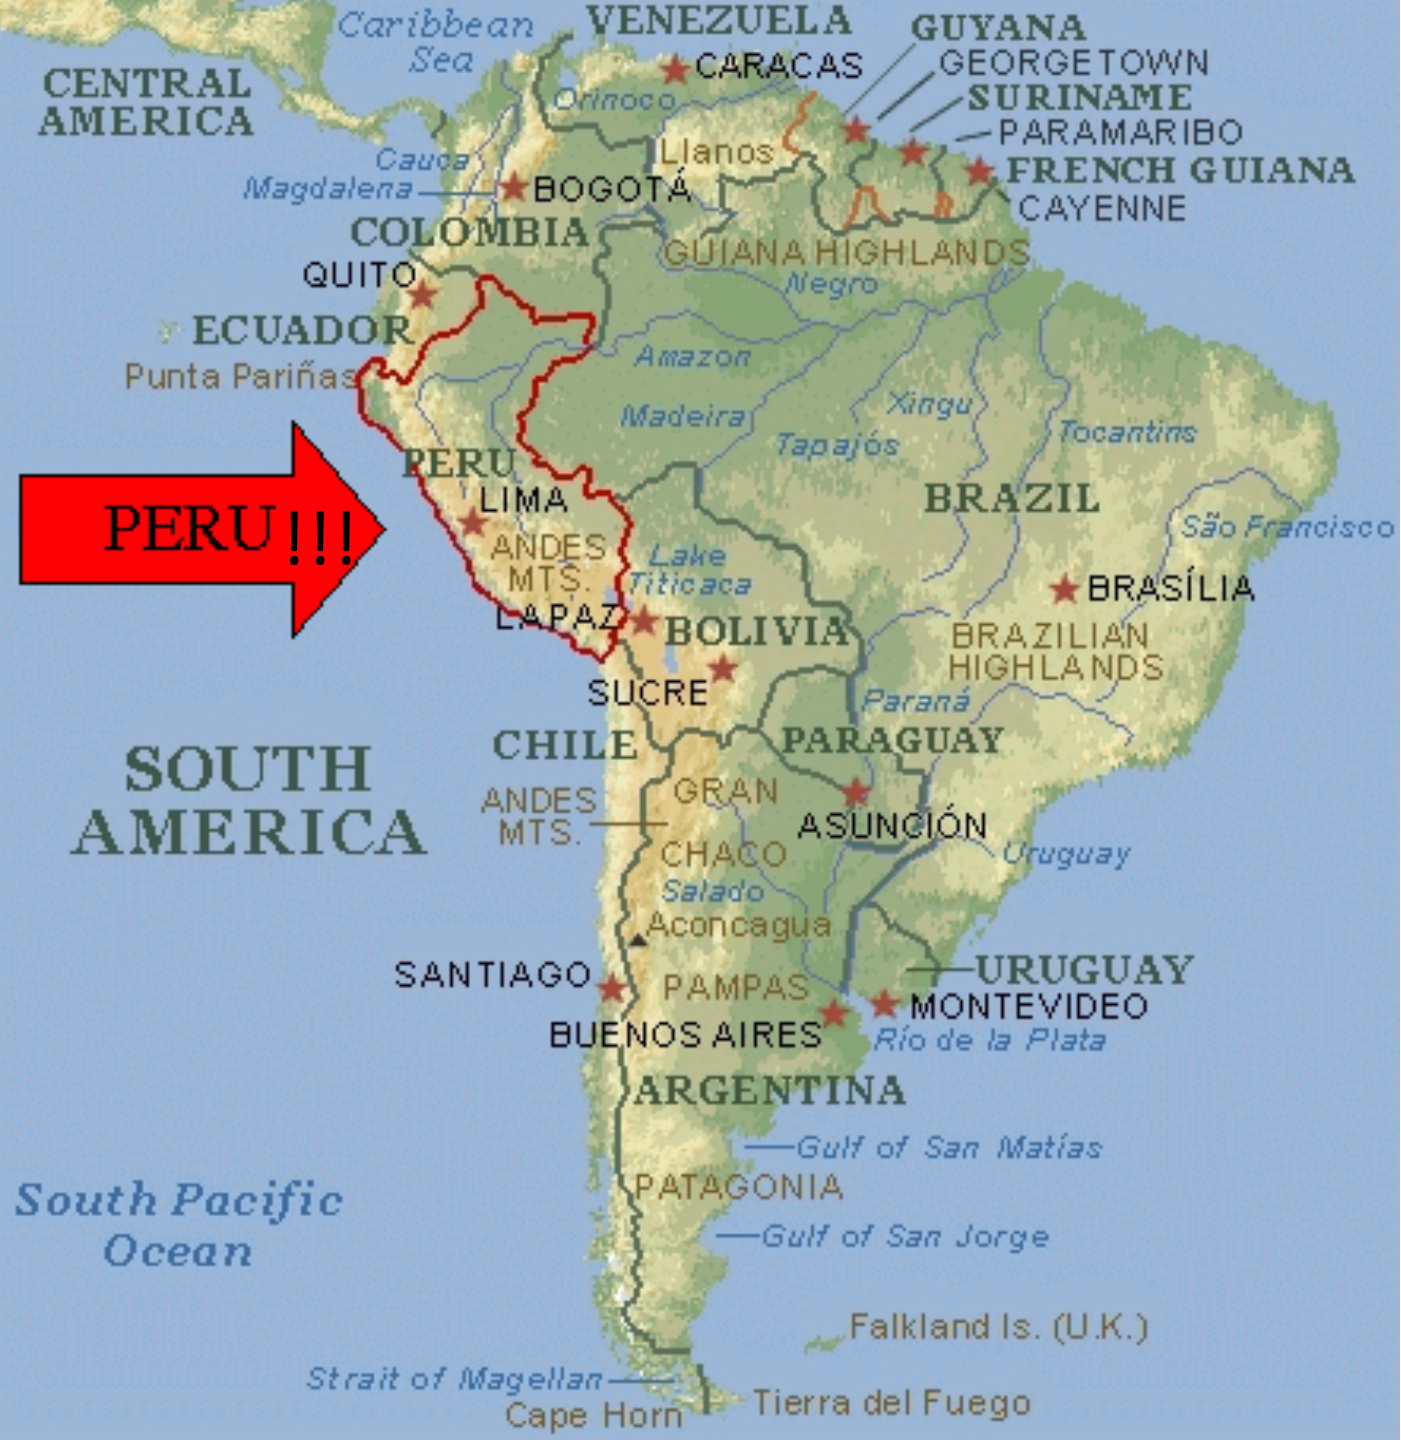 Caribbean
Sea
VENEZUELA
GUYANA
CARACAS
GEORGETOWN
CENTRAL
AMERICA
Orinoco
SURINAME
PARAMARIBO
Cauca
Llanos
FRENCH GUIANA
Magdalena
BOGOTÁ
CAYENNE
COLOMBIA
GUIANA HIGHLANDS
QUITO
Negro
ECUADOR
Amazon
Punta Pariñas
Madeira
Xingu
Tapajós
Tocantins
PERU
LIMA
BRAZIL
PERU !!!
São Francisco
ANDES
MTS.
Lake
Titicaca
BRASÍLIA
LA PAZ
BOLIVIA
BRAZILIAN
HIGHLANDS
SUCRE
Paraná
CHILE
PARAGUAY
SOUTH
AMERICA
ANDES
MTS.
GRAN
CHACO
ASUNCIÓN
Uruguay
Salado
Aconcagua
SANTIAGO
PAMPAS
URUGUAY
MONTEVIDEO
BUENOS AIRES
Río de la Plata
ARGENTINA
Gulf of San Matías
PATAGONIA
South Pacific
Ocean
Gulf of San Jorge
Falkland Is. (U.K.)
Strait of Magellan
Cape Horn
Tierra del Fuego